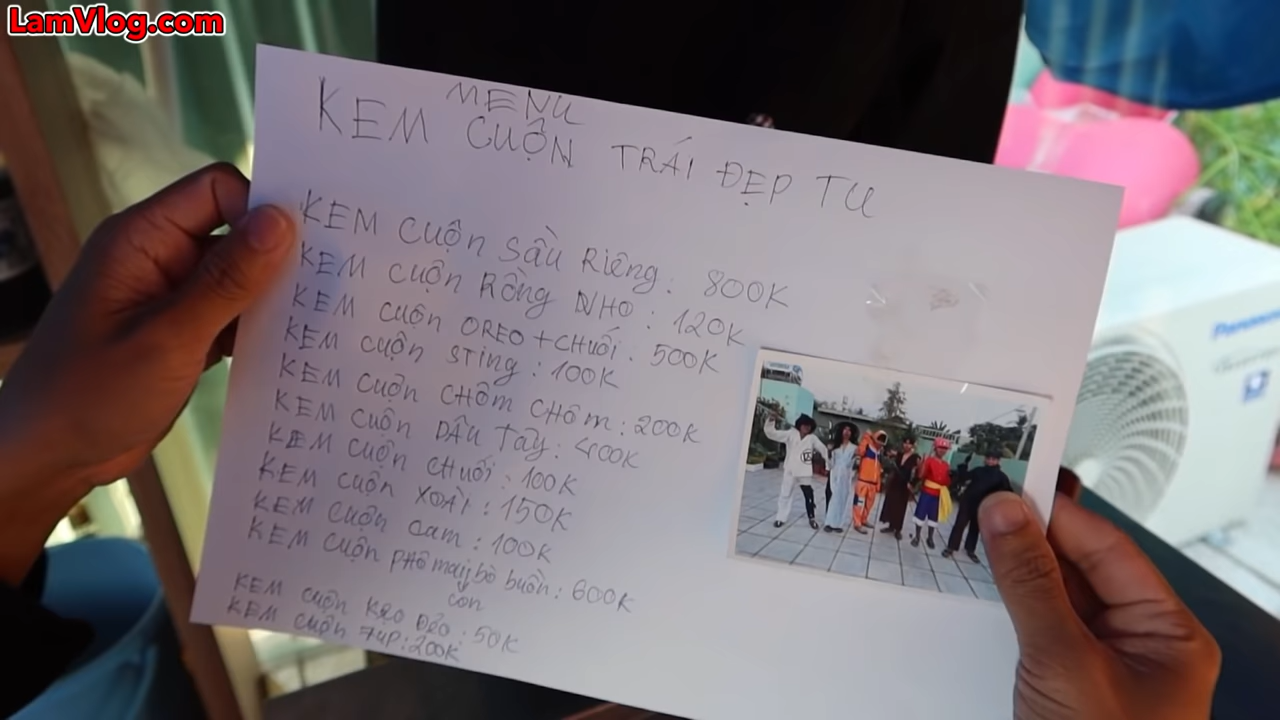 LamVlog.com
MENU
KEM CUỘN TRÁI ĐẸP TU
KEM CUỘN SẦU RIÊNG: 800K
KEM CUỘN RỒNG NHO: 120K
KEM CUỘN OREO + CHUỐI: 500K
KEM CUỘN STING: 100K
KEM CUỘN CHÔM CHÔM: 200K
KEM CUỘN DÂU TÂY: 400K
KEM CUỘN CHUỐI: 100K
KEM CUỘN XOÀI: 150K
KEM CUỘN CAM: 100K
KEM CUỘN PHÔ MAI bò buồn: 600K
còn
KEM CUỘN KẸO DẺO: 50K
KEM CUỘN 7UP: 200K
Panasonic